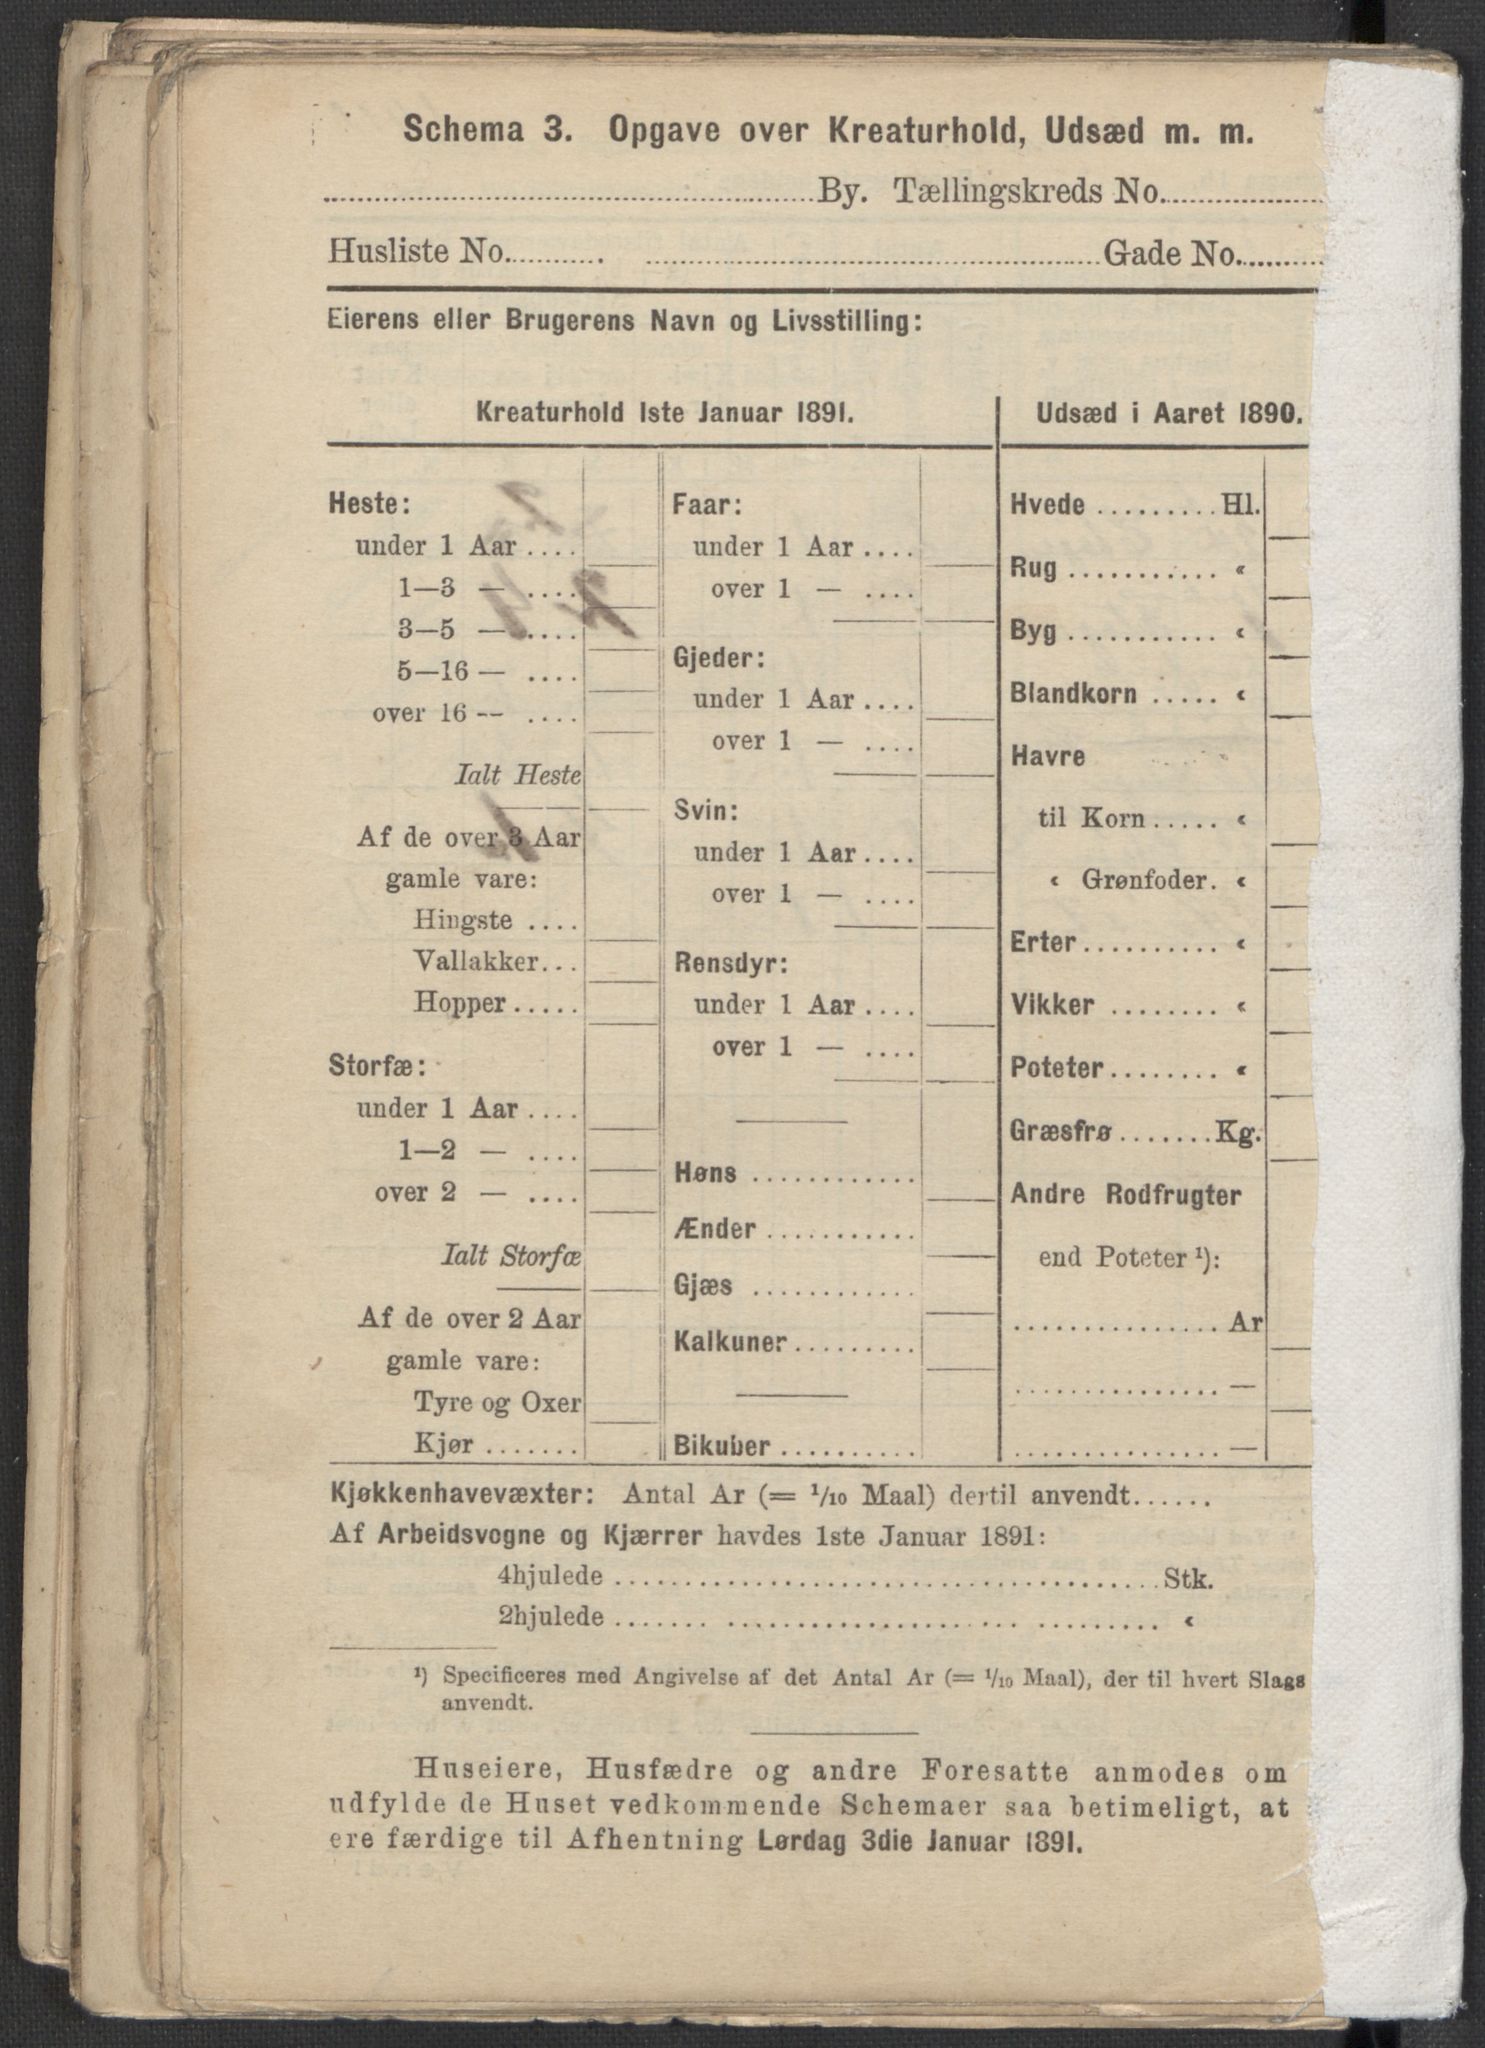 Schema 3. Opgave over Kreaturhold, Udsæd m. m.
By. Tællingskreds No.
Husliste No. Gade No.
Eierens eller Brugerens Navn og Livsstilling:
Kreaturhold 1ste Januar 1891.
Heste:
under 1 Aar ....
1—3 — ....
3—5 — ....
5—16 — ....
over 16 — ....
Ialt Heste
Af de over 3 Aar
gamle vare:
Hingste ....
Vallakker...
Hopper .....
Storfæ:
under 1 Aar ....
1—2 — ....
over 2 — ....
Ialt Storfæ
Af de over 2 Aar
gamle vare:
Tyre og Oxer
Kjør .......
Faar:
under 1 Aar ....
over 1 — ....
Gjeder:
under 1 Aar ....
over 1 — ....
Svin:
under 1 Aar ....
over 1 — ....
Rensdyr:
under 1 Aar ....
over 1 — ....
Høns ............
Ænder ...........
Gjæs ............
Kalkuner .........
Bikuber ..........
Udsæd i Aaret 1890.
Hvede ......... Hl.
Rug ........... «
Byg ........... «
Blandkorn ..... «
Havre
til Korn ..... «
« Grønfoder. «
Erter .......... «
Vikker ........ «
Poteter ........ «
Græsfrø ....... Kg.
Andre Rodfrugter
end Poteter ¹):
............... Ar
............... —
............... —
Kjøkkenhavevæxter: Antal Ar (= ¹/₁₀ Maal) dertil anvendt......
Af Arbeidsvogne og Kjærrer havdes 1ste Januar 1891:
4hjulede ........ Stk.
2hjulede ........ «
¹) Specificeres med Angivelse af det Antal Ar (= ¹/₁₀ Maal), der til hvert Slags
anvendt.
Huseiere, Husfædre og andre Foresatte anmodes om
udfylde de Huset vedkommende Schemaer saa betimeligt, at
ere færdige til Afhentning Lørdag 3die Januar 1891.